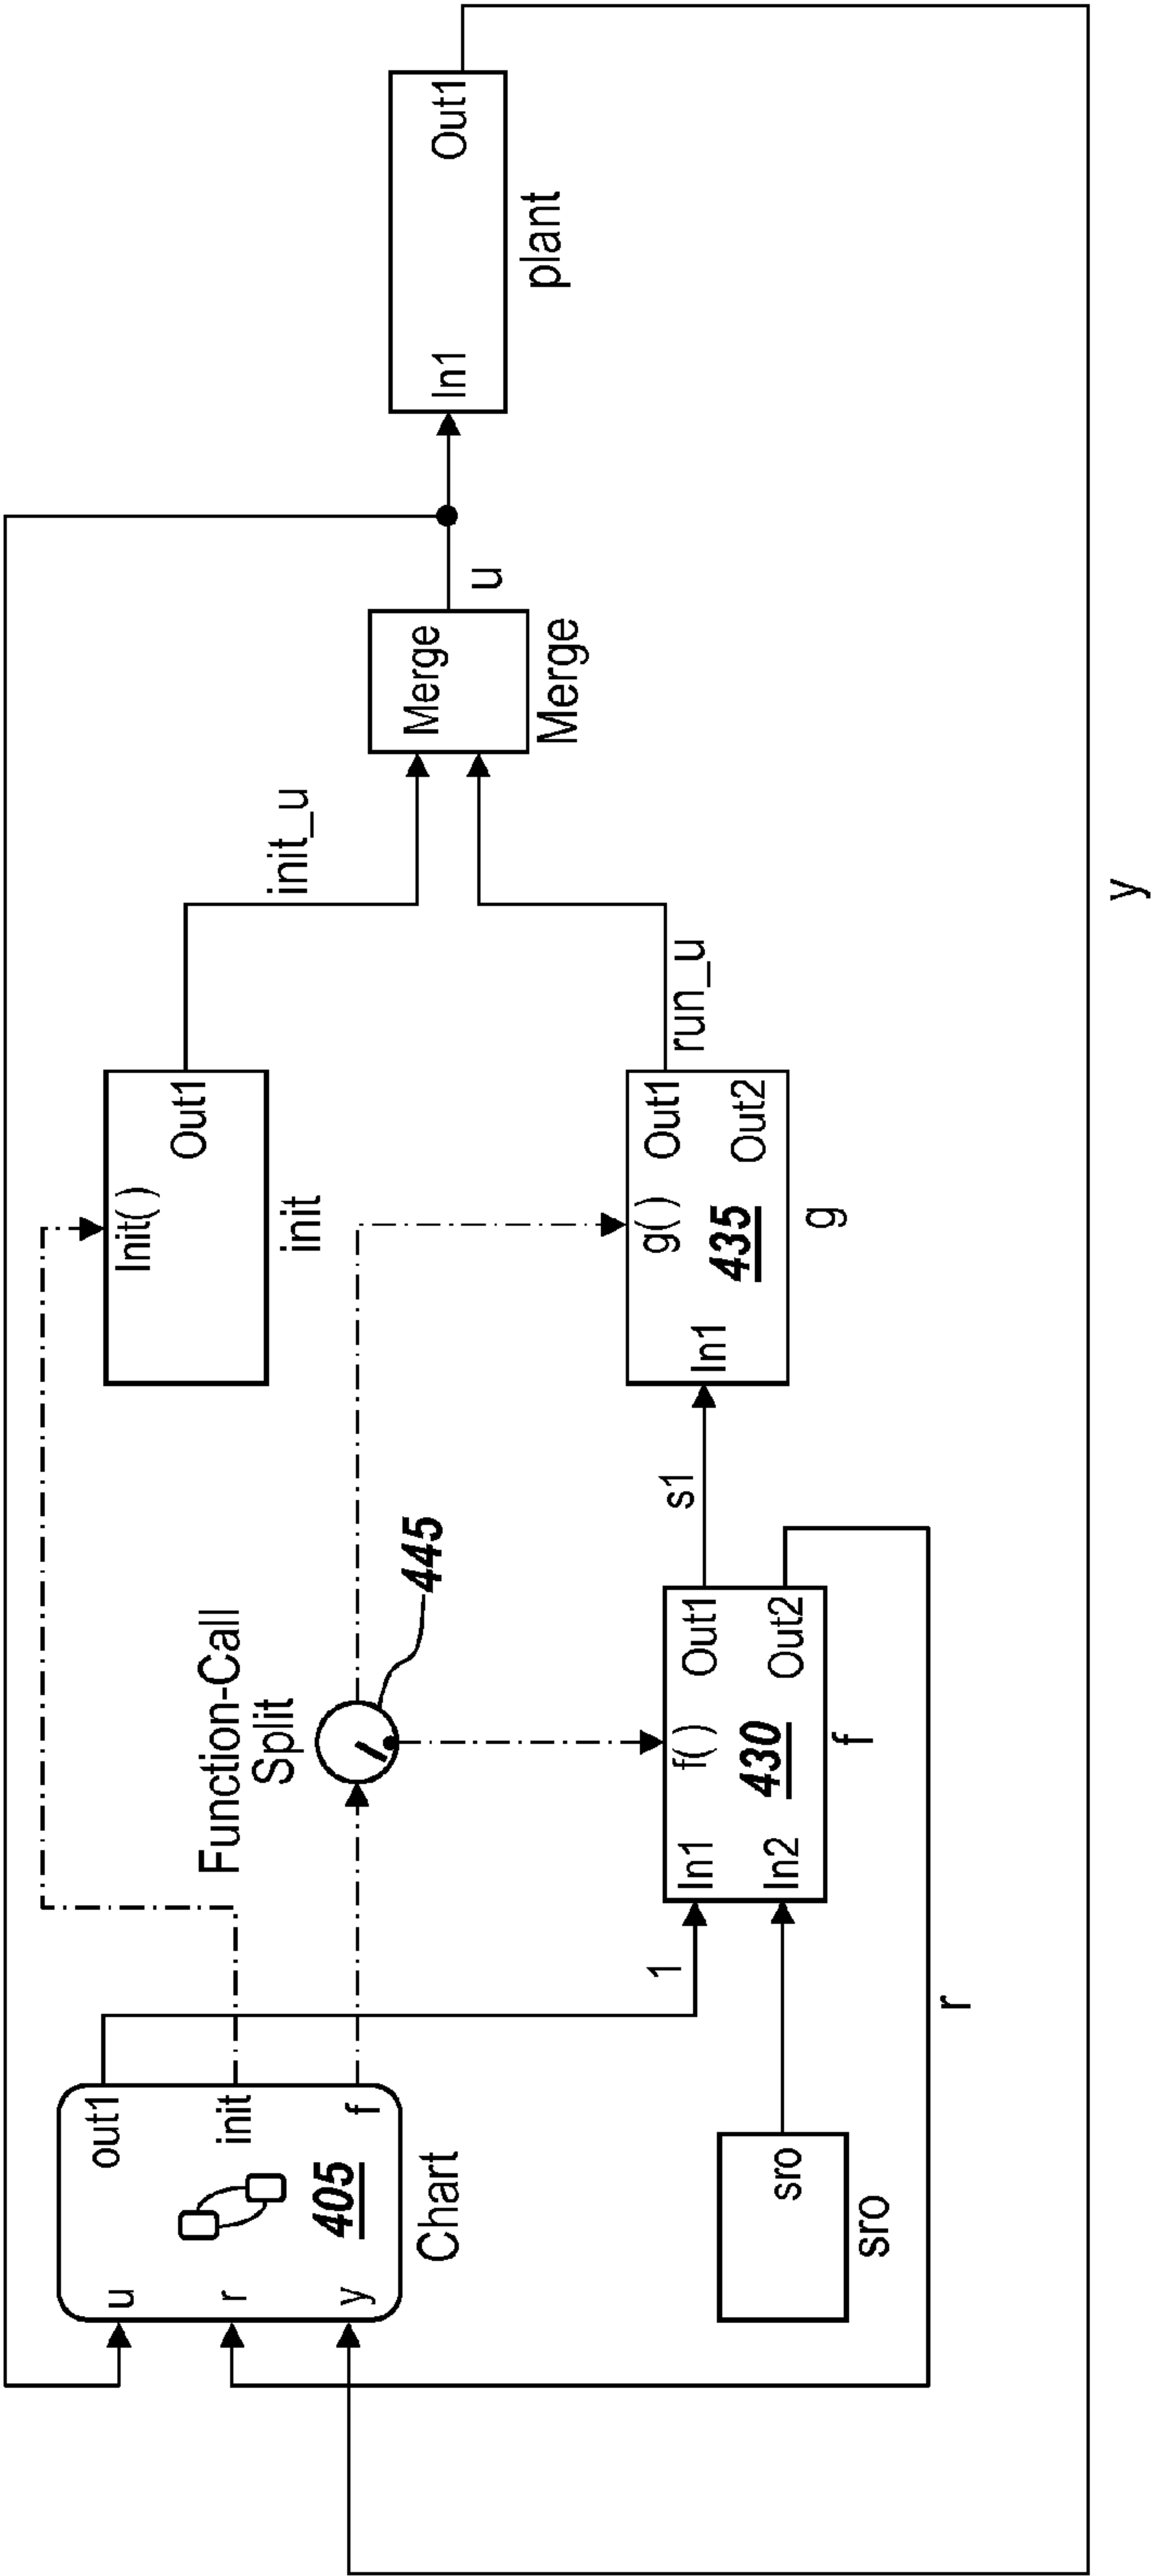 u
r
y
out1
init
f
405
Chart
sro
sro
Function-Call
Split
445
1
In1
In2
f()
430
Out1
Out2
f
r
s1
Init()
Out1
init
In1
g()
435
Out1
Out2
g
init_u
run_u
Merge
Merge
u
In1
Out1
plant
y